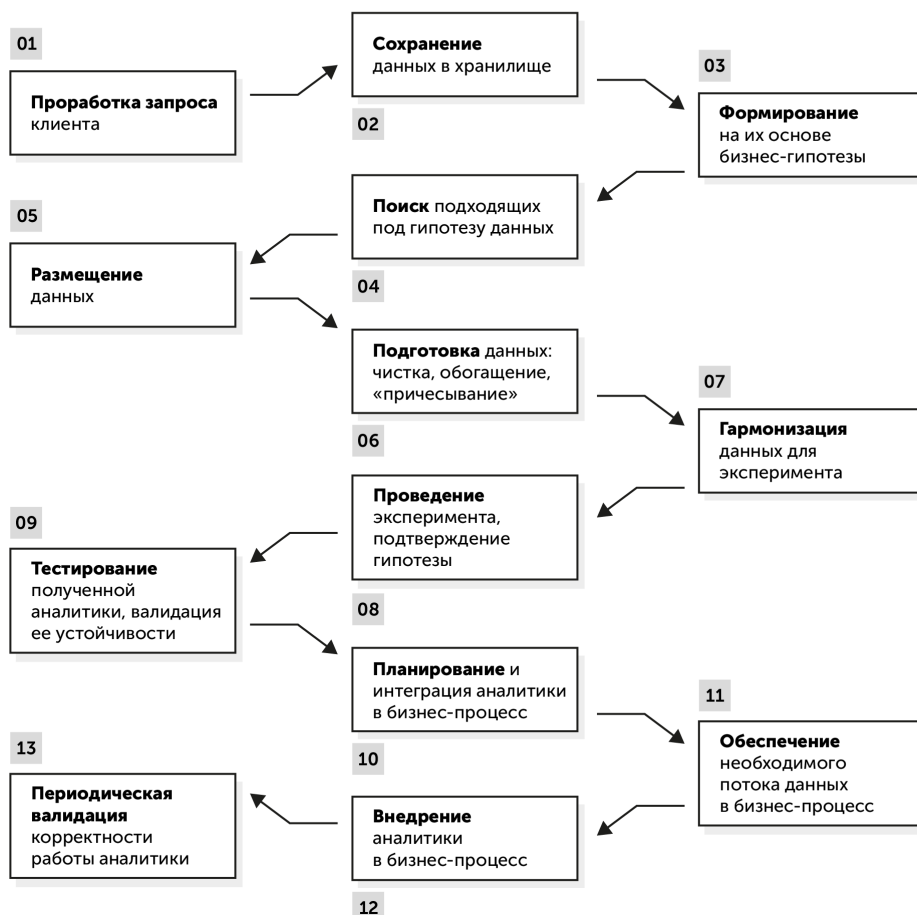 01
Проработка запроса
клиента
Сохранение
данных в хранилище
02
03
Формирование
на их основе
бизнес-гипотезы
Поиск подходящих
под гипотезу данных
04
05
Размещение
данных
Подготовка данных:
чистка, обогащение,
«причесывание»
06
07
Гармонизация
данных для
эксперимента
Проведение
эксперимента,
подтверждение
гипотезы
08
09
Тестирование
полученной
аналитики, валидация
ее устойчивости
Планирование и
интеграция аналитики
в бизнес-процесс
10
11
Обеспечение
необходимого
потока данных
в бизнес-процесс
Внедрение
аналитики
в бизнес-процесс
12
13
Периодическая
валидация
корректности
работы аналитики